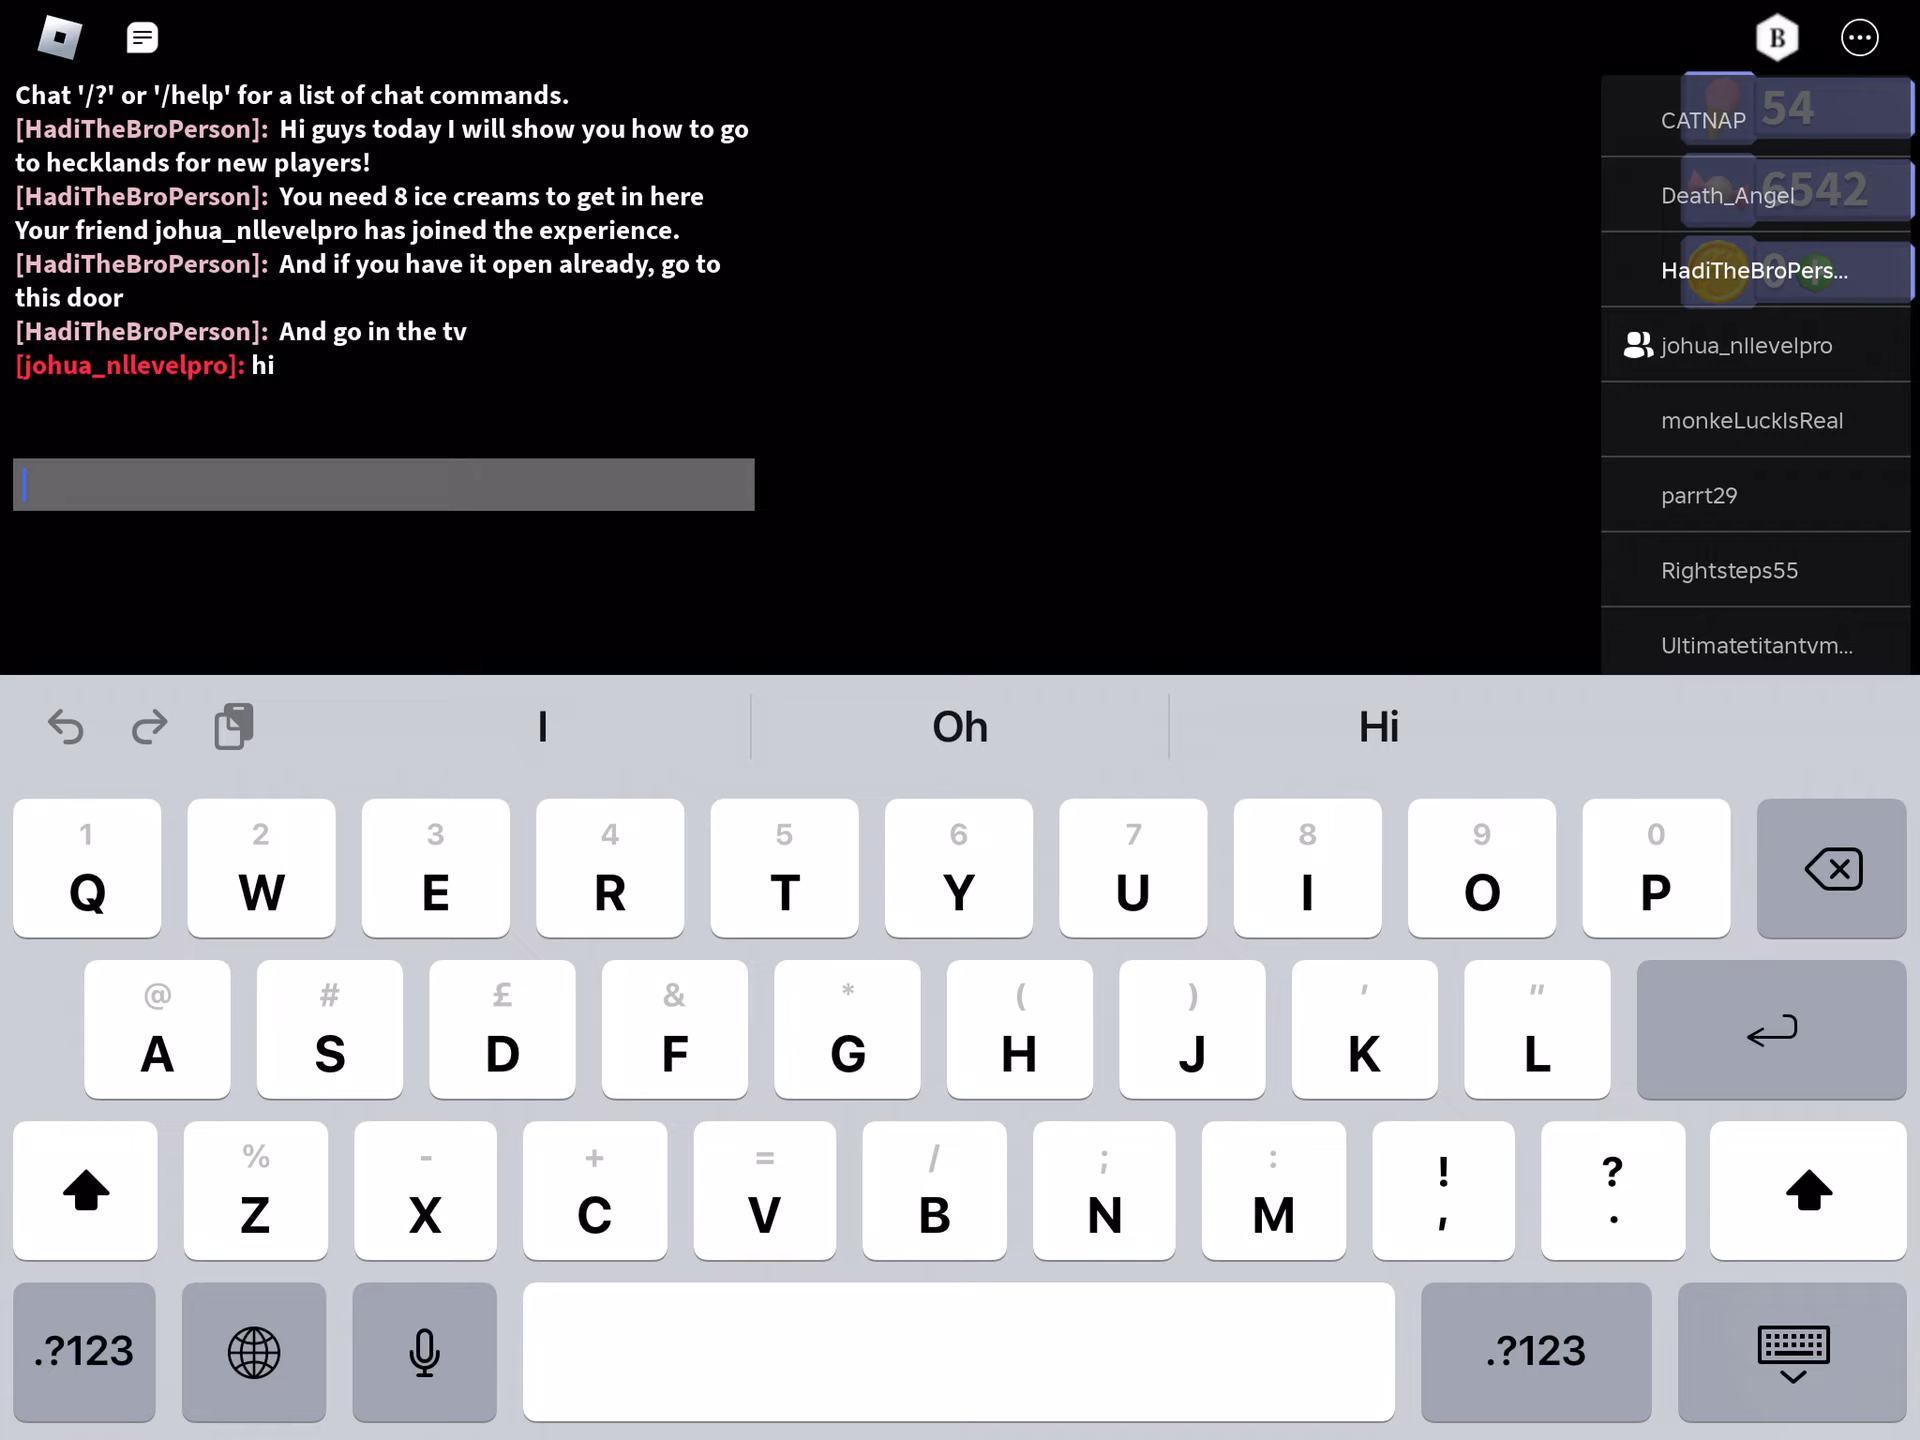 B
Chat '/?' or '/help' for a list of chat commands.
[HadiTheBroPerson]: Hi guys today I will show you how to go
to hecklands for new players!
[HadiTheBroPerson]: You need 8 ice creams to get in here
Your friend johua_nllevelpro has joined the experience.
[HadiTheBroPerson]: And if you have it open already, go to
this door
[HadiTheBroPerson]: And go in the tv
[johua_nllevelpro]: hi
CATNAP 54
Death_Angel 6542
HadiTheBroPers... 0
johua_nllevelpro
monkeLuckIsReal
parrt29
Rightsteps55
Ultimatetitantvm...
I Oh Hi
1 2 3 4 5 6 7 8 9 0
Q W E R T Y U I O P
@ # £ & * ( ) ' "
A S D F G H J K L
% - + = / ; : ! ?
Z X C V B N M , .
.?123 .?123